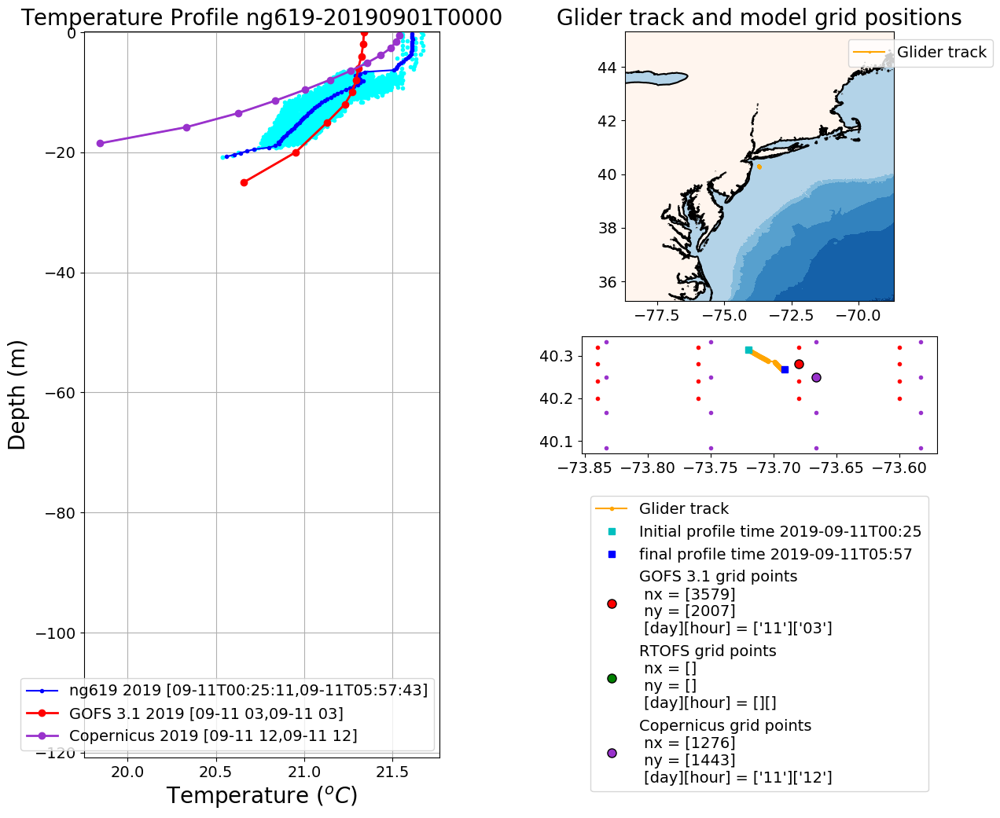 Temperature Profile ng619-20190901T0000
0
−20
−40
−60
−80
−100
−120
Depth (m)
20.0 20.5 21.0 21.5
Temperature (°C)
ng619 2019 [09-11T00:25:11,09-11T05:57:43]
GOFS 3.1 2019 [09-11 03,09-11 03]
Copernicus 2019 [09-11 12,09-11 12]
Glider track and model grid positions
Glider track
44
42
40
38
36
−77.5 −75.0 −72.5 −70.0
40.3
40.2
40.1
−73.85 −73.80 −73.75 −73.70 −73.65 −73.60
Glider track
Initial profile time 2019-09-11T00:25
final profile time 2019-09-11T05:57
GOFS 3.1 grid points
nx = [3579]
ny = [2007]
[day][hour] = ['11']['03']
RTOFS grid points
nx = []
ny = []
[day][hour] = [][]
Copernicus grid points
nx = [1276]
ny = [1443]
[day][hour] = ['11']['12']